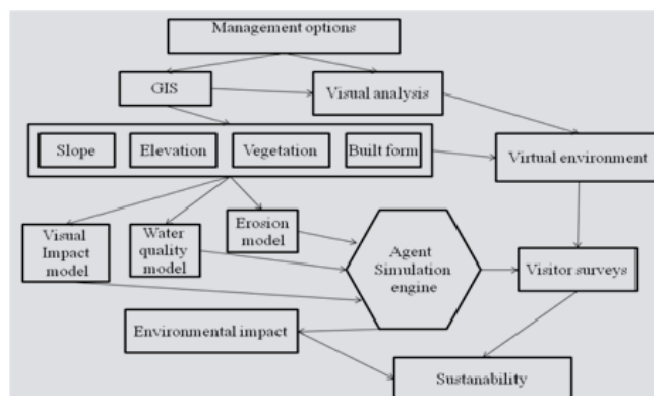 Management options
GIS
Visual analysis
Slope
Elevation
Vegetation
Built form
Virtual environment
Visual
Impact
model
Water
quality
model
Erosion
model
Agent
Simulation
engine
Visitor surveys
Environmental impact
Sustanability